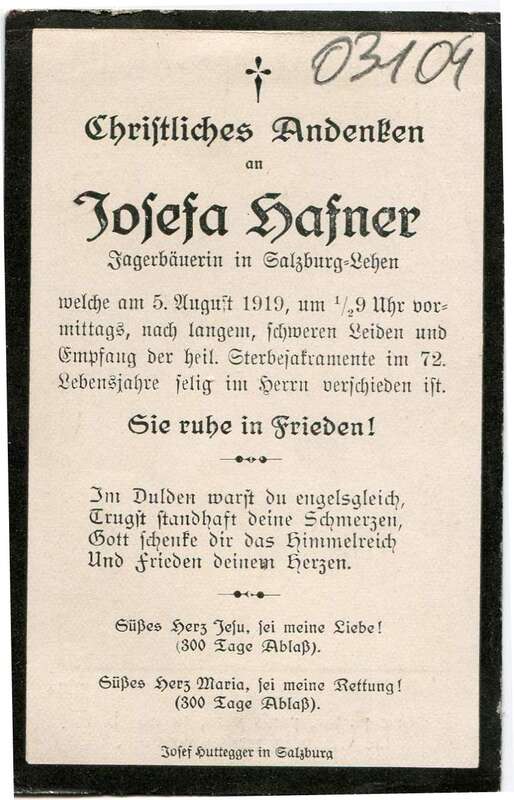 03109
Christliches Andenken
an
Josefa Hafner
Jagerbäuerin in Salzburg-Lehen
welche am 5. August 1919, um 1/2 9 Uhr vor-
mittags, nach langem, schweren Leiden und
Empfang der heil. Sterbesakramente im 72.
Lebensjahre selig im Herrn verschieden ist.
Sie ruhe in Frieden!
Im Dulden warst du engelsgleich,
Trugst standhaft deine Schmerzen,
Gott schenke dir das Himmelreich
Und Frieden deinem Herzen.
Süßes Herz Jesu, sei meine Liebe!
(300 Tage Ablaß).
Süßes Herz Maria, sei meine Rettung!
(300 Tage Ablaß).
Josef Huttegger in Salzburg